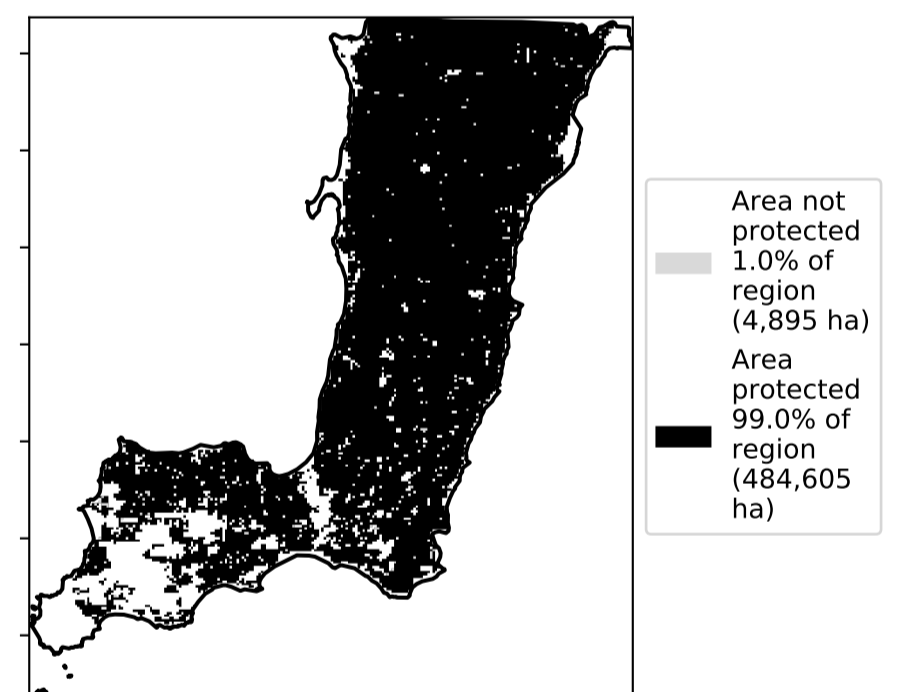 Area not
protected
1.0% of
region
(4,895 ha)
Area
protected
99.0% of
region
(484,605
ha)